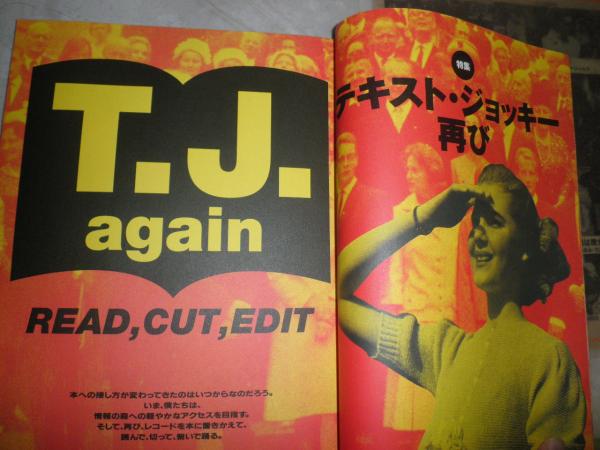 T.J.
again
READ,CUT,EDIT
本への接し方が変わってきたのはいつからなのだろう。
いま、僕たちは、
情報の森への軽やかなアクセスを目指す。
そして、再び、レコードを本に置きかえて、
読んで、切って、繋いで踊る。
特集
テキスト・ジョッキー
再び